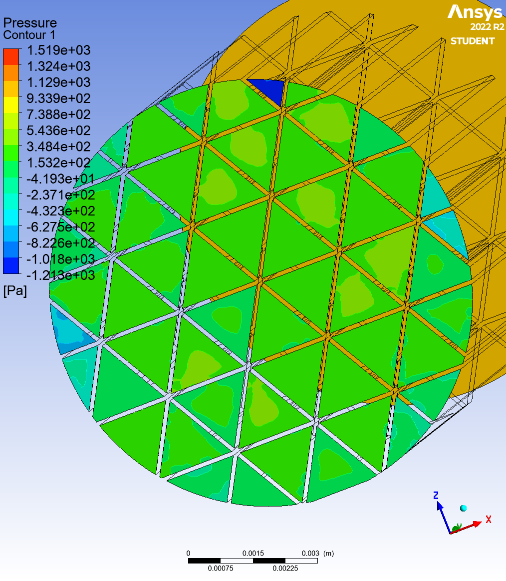 Pressure
Contour 1
1.519e+03
1.324e+03
1.129e+03
9.339e+02
7.388e+02
5.436e+02
3.484e+02
1.532e+02
-4.193e+01
-2.371e+02
-4.323e+02
-6.275e+02
-8.226e+02
-1.018e+03
-1.213e+03
[Pa]
Ansys
2022 R2
STUDENT
Z
X
0 0.0015 0.003 (m)
0.00075 0.00225